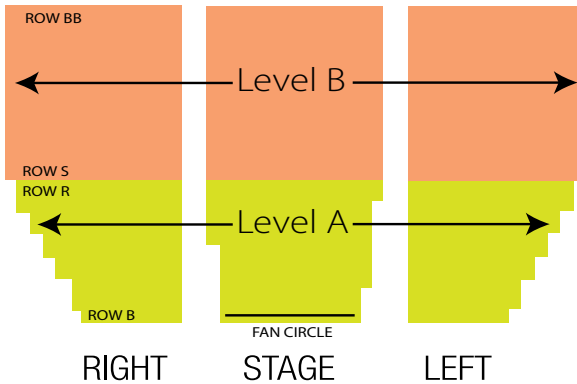 ROW BB
Level B
ROW S
ROW R
Level A
ROW B
FAN CIRCLE
RIGHT STAGE LEFT